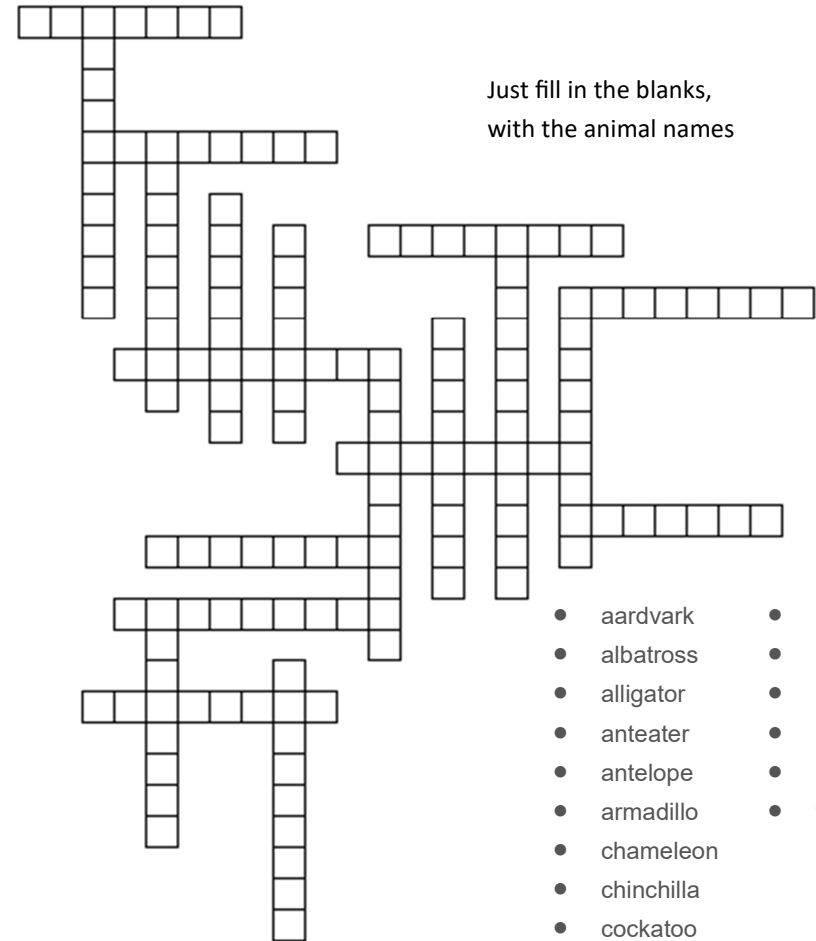 Just fill in the blanks,
with the animal names
• aardvark •
• albatross •
• alligator •
• anteater •
• antelope •
• armadillo •
• chameleon
• chinchilla
• cockatoo